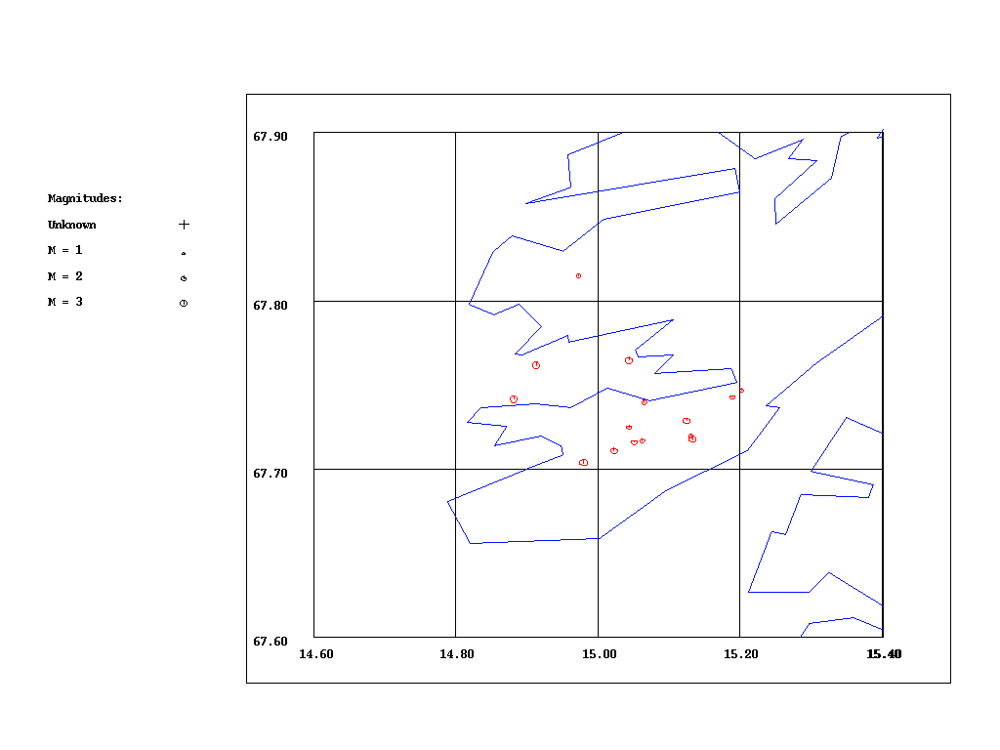 67.90
Magnitudes:
Unknown
M = 1
M = 2
67.80
M = 3
67.70
67.60
14.60 14.80 15.00 15.20 15.40